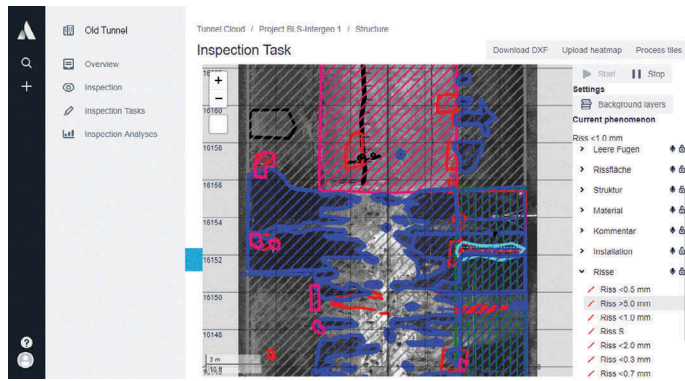 Old Tunnel
Overview
Inspection
Inspection Tasks
Inspection Analyses
Tunnel Cloud / Project BLS-Intergeo 1 / Structure
Inspection Task
Download DXF
Upload heatmap
Process tiles
Start
Stop
Settings
Background layers
Current phenomenon
Riss <1.0 mm
Leere Fugen
Rissfläche
Struktur
Material
Kommentar
Installation
Risse
Riss <0.5 mm
Riss >5.0 mm
Riss <1.0 mm
Riss S
Riss <2.0 mm
Riss <0.3 mm
Riss <0.7 mm
+
−
16160
16158
16156
16154
16152
16150
16148
3 m
10 ft
?